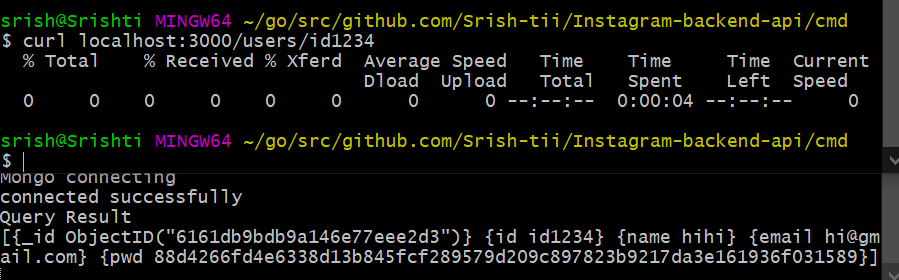 srish@Srishti MINGW64 ~/go/src/github.com/Srish-tii/Instagram-backend-api/cmd
$ curl localhost:3000/users/id1234
  % Total    % Received % Xferd  Average Speed   Time    Time     Time  Current
                                 Dload  Upload   Total   Spent    Left  Speed
  0     0    0     0    0     0      0      0 --:--:--  0:00:04 --:--:--     0
srish@Srishti MINGW64 ~/go/src/github.com/Srish-tii/Instagram-backend-api/cmd
$
Mongo connecting
connected successfully
Query Result
[{_id ObjectID("6161db9bdb9a146e77eee2d3")} {id id1234} {name hihi} {email hi@gm
ail.com} {pwd 88d4266fd4e6338d13b845fcf289579d209c897823b9217da3e161936f031589}]